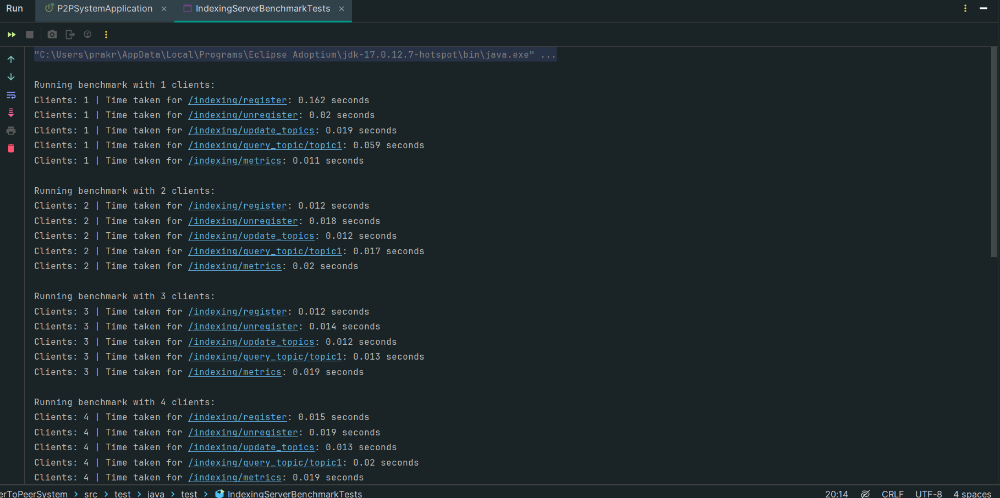 Run P2PSystemApplication IndexingServerBenchmarkTests
"C:\Users\prakr\AppData\Local\Programs\Eclipse Adoptium\jdk-17.0.12.7-hotspot\bin\java.exe" ...
Running benchmark with 1 clients:
Clients: 1 | Time taken for /indexing/register: 0.162 seconds
Clients: 1 | Time taken for /indexing/unregister: 0.02 seconds
Clients: 1 | Time taken for /indexing/update_topics: 0.019 seconds
Clients: 1 | Time taken for /indexing/query_topic/topic1: 0.059 seconds
Clients: 1 | Time taken for /indexing/metrics: 0.011 seconds
Running benchmark with 2 clients:
Clients: 2 | Time taken for /indexing/register: 0.012 seconds
Clients: 2 | Time taken for /indexing/unregister: 0.018 seconds
Clients: 2 | Time taken for /indexing/update_topics: 0.012 seconds
Clients: 2 | Time taken for /indexing/query_topic/topic1: 0.017 seconds
Clients: 2 | Time taken for /indexing/metrics: 0.02 seconds
Running benchmark with 3 clients:
Clients: 3 | Time taken for /indexing/register: 0.012 seconds
Clients: 3 | Time taken for /indexing/unregister: 0.014 seconds
Clients: 3 | Time taken for /indexing/update_topics: 0.012 seconds
Clients: 3 | Time taken for /indexing/query_topic/topic1: 0.013 seconds
Clients: 3 | Time taken for /indexing/metrics: 0.019 seconds
Running benchmark with 4 clients:
Clients: 4 | Time taken for /indexing/register: 0.015 seconds
Clients: 4 | Time taken for /indexing/unregister: 0.019 seconds
Clients: 4 | Time taken for /indexing/update_topics: 0.013 seconds
Clients: 4 | Time taken for /indexing/query_topic/topic1: 0.02 seconds
Clients: 4 | Time taken for /indexing/metrics: 0.019 seconds
erToPeerSystem > src > test > java > test > IndexingServerBenchmarkTests 20:14 CRLF UTF-8 4 spaces